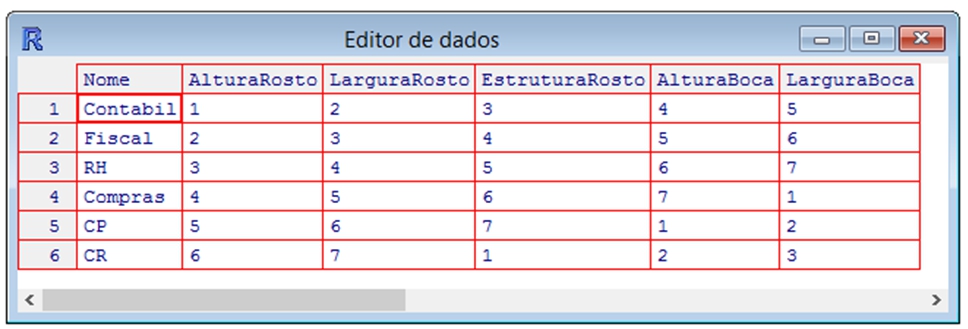 R Editor de dados
Nome AlturaRosto LarguraRosto EstruturaRosto AlturaBoca LarguraBoca
1 Contabil 1 2 3 4 5
2 Fiscal 2 3 4 5 6
3 RH 3 4 5 6 7
4 Compras 4 5 6 7 1
5 CP 5 6 7 1 2
6 CR 6 7 1 2 3